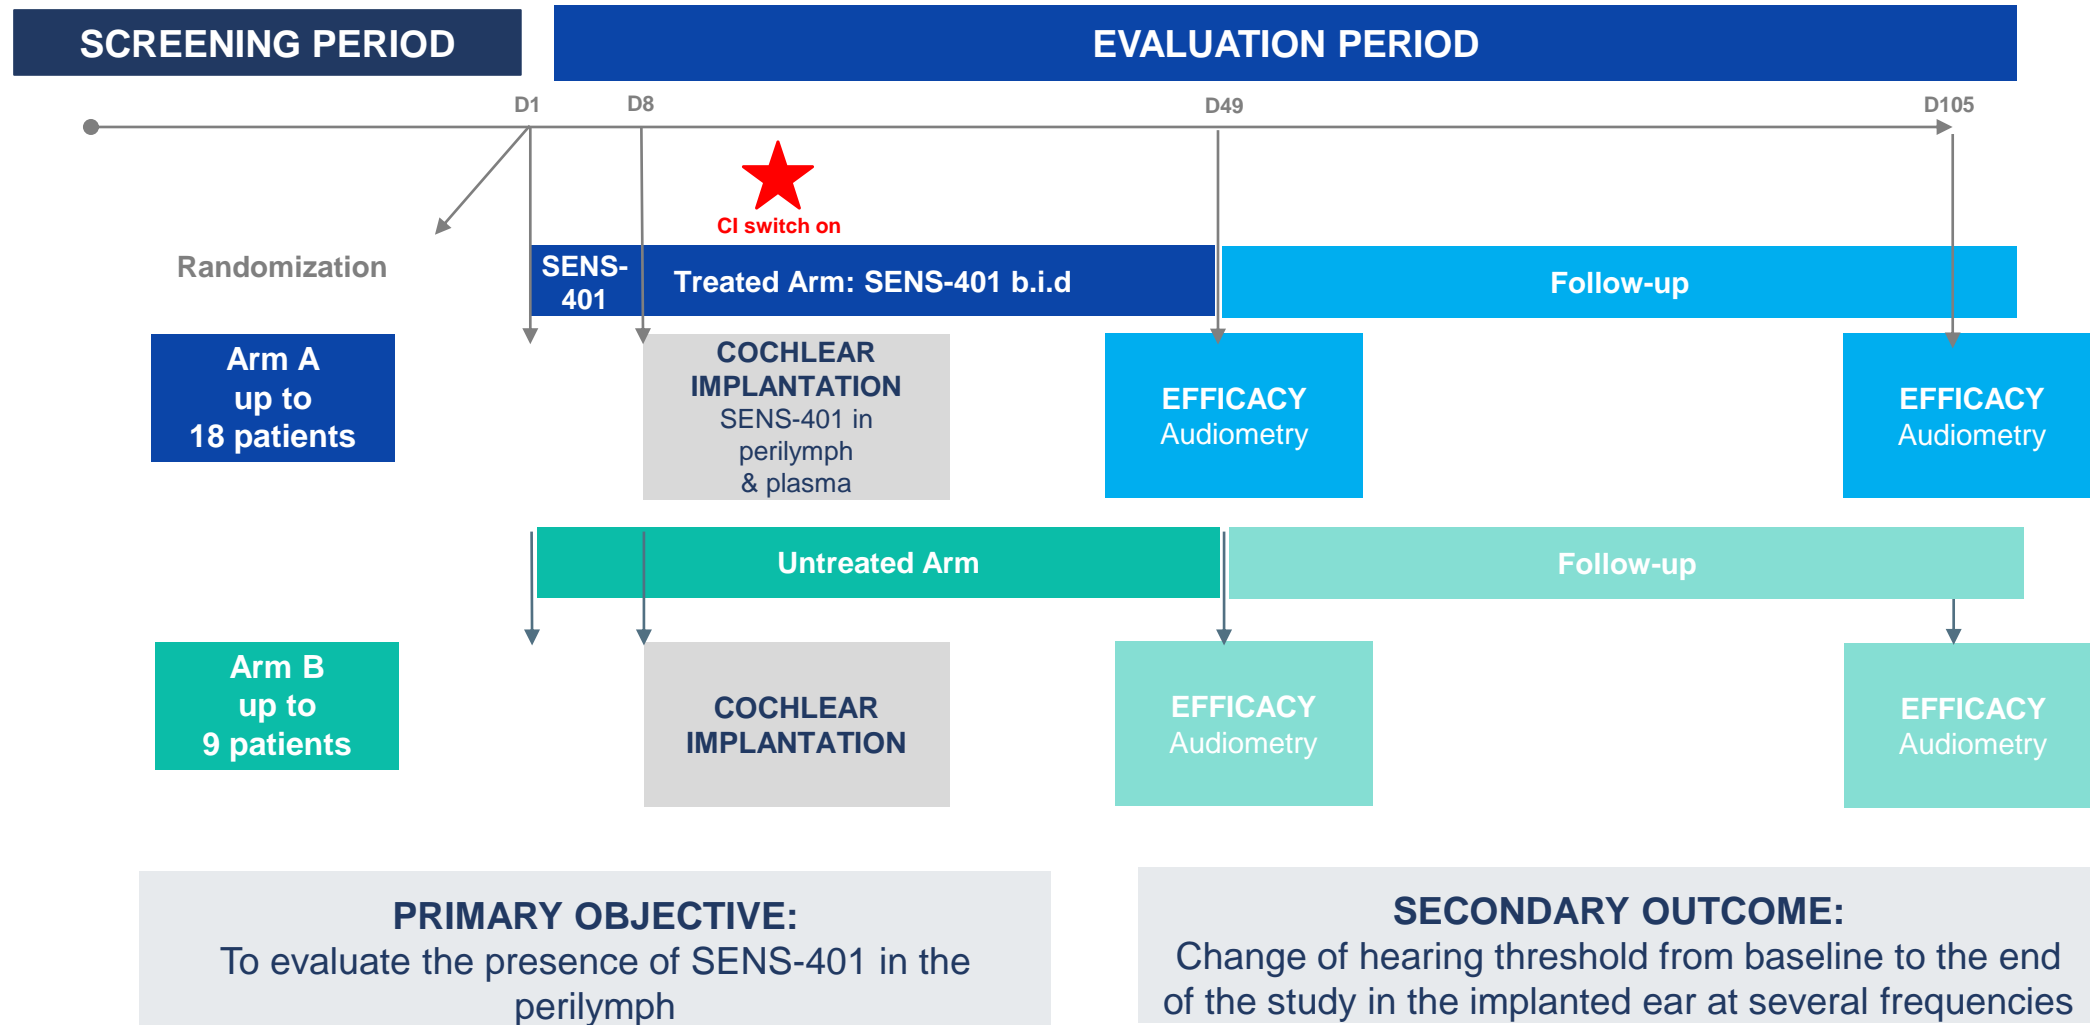 SCREENING PERIOD
EVALUATION PERIOD
D1
D8
D49
D105
CI switch on
Randomization
SENS-
401
Treated Arm: SENS-401 b.i.d
Follow-up
Arm A
up to
18 patients
COCHLEAR
IMPLANTATION
SENS-401 in
perilymph
& plasma
EFFICACY
Audiometry
EFFICACY
Audiometry
Untreated Arm
Follow-up
Arm B
up to
9 patients
COCHLEAR
IMPLANTATION
EFFICACY
Audiometry
EFFICACY
Audiometry
PRIMARY OBJECTIVE:
To evaluate the presence of SENS-401 in the
perilymph
SECONDARY OUTCOME:
Change of hearing threshold from baseline to the end
of the study in the implanted ear at several frequencies